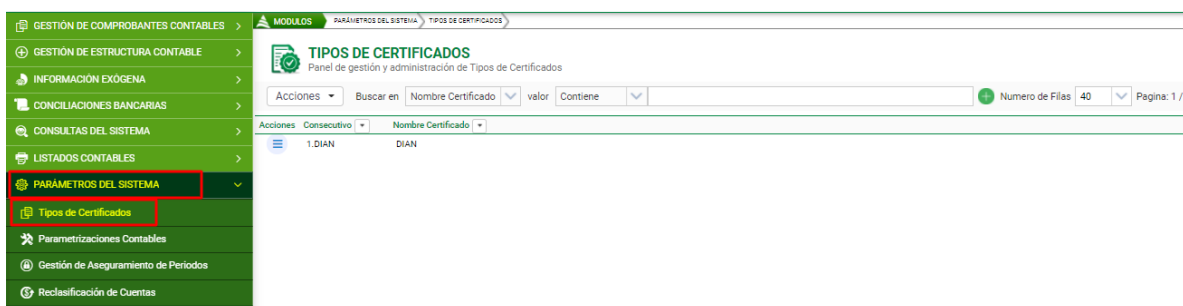 GESTIÓN DE COMPROBANTES CONTABLES
GESTIÓN DE ESTRUCTURA CONTABLE
INFORMACIÓN EXÓGENA
CONCILIACIONES BANCARIAS
CONSULTAS DEL SISTEMA
LISTADOS CONTABLES
PARÁMETROS DEL SISTEMA
Tipos de Certificados
Parametrizaciones Contables
Gestión de Aseguramiento de Periodos
Reclasificación de Cuentas
MODULOS PARÁMETROS DEL SISTEMA TIPOS DE CERTIFICADOS
TIPOS DE CERTIFICADOS
Panel de gestión y administración de Tipos de Certificados
Acciones Buscar en Nombre Certificado valor Contiene Numero de Filas 40 Pagina: 1 /
Acciones Consecutivo Nombre Certificado
1.DIAN DIAN